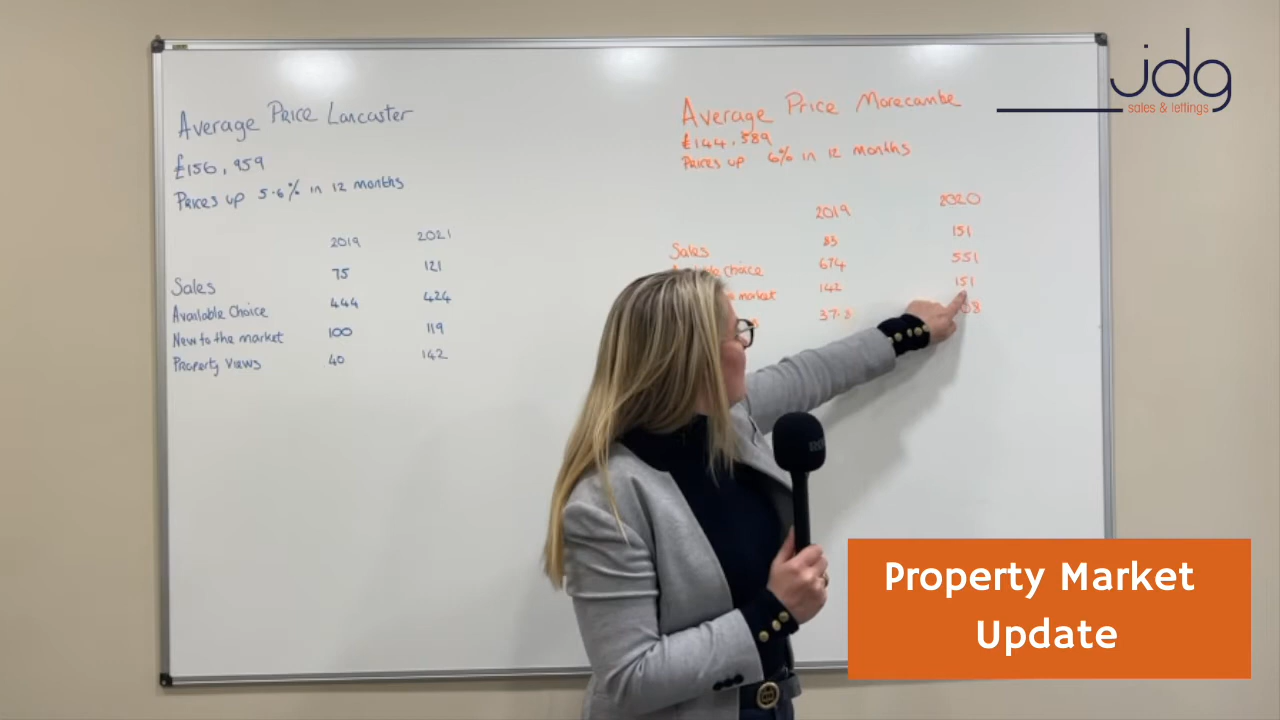 Average Price Lancaster
£156,959
Prices up 5.6% in 12 months
2019 2021
Sales 75 121
Available Choice 444 424
New to the market 100 119
Property Views 40 142
Average Price Morecambe
£144,589
Prices up 6% in 12 months
2019 2020
Sales 83 151
Choice 674 551
market 142 151
37.8
jdg
sales & lettings
Property Market
Update